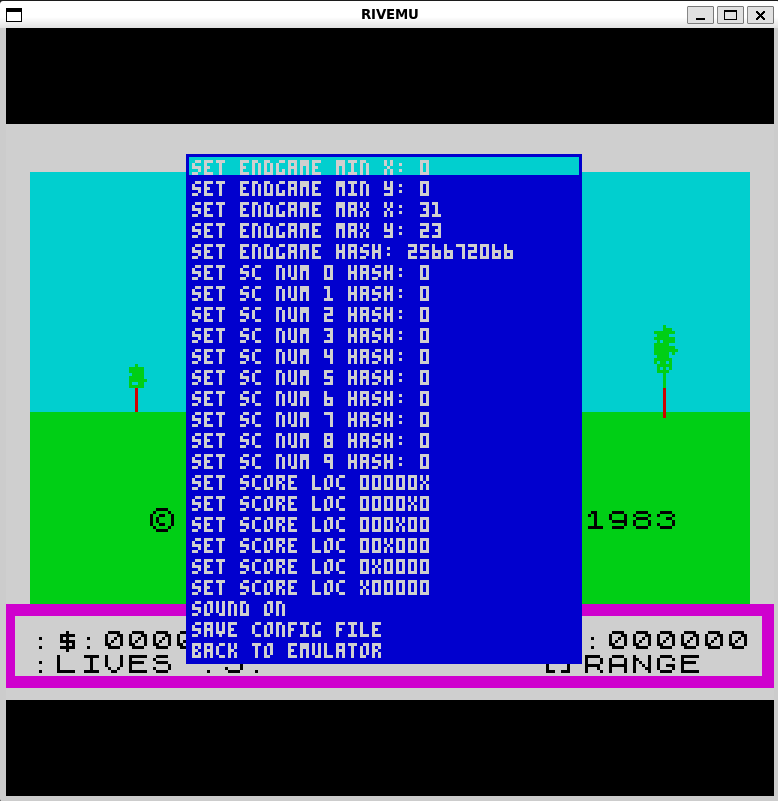 RIVEMU
SET ENDGAME MIN X: 0
SET ENDGAME MIN Y: 0
SET ENDGAME MAX X: 31
SET ENDGAME MAX Y: 23
SET ENDGAME HASH: 256672066
SET SC NUM 0 HASH: 0
SET SC NUM 1 HASH: 0
SET SC NUM 2 HASH: 0
SET SC NUM 3 HASH: 0
SET SC NUM 4 HASH: 0
SET SC NUM 5 HASH: 0
SET SC NUM 6 HASH: 0
SET SC NUM 7 HASH: 0
SET SC NUM 8 HASH: 0
SET SC NUM 9 HASH: 0
SET SCORE LOC 00000X
SET SCORE LOC 0000X0
SET SCORE LOC 000X00
SET SCORE LOC 00X000
SET SCORE LOC 0X0000
SET SCORE LOC X00000
SOUND ON
SAVE CONFIG FILE
BACK TO EMULATOR
© 1983
:$:000 :000000
:LIVES RANGE